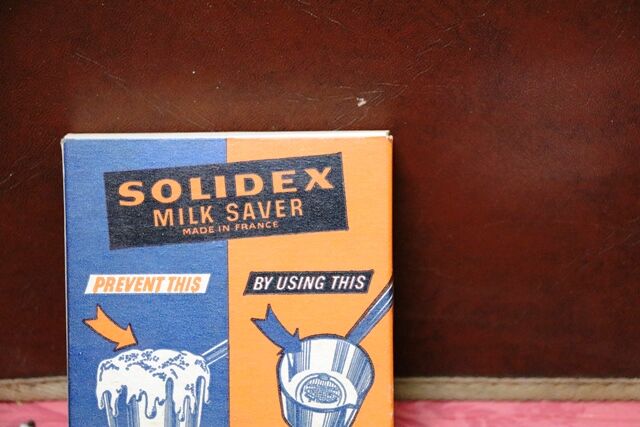 SOLIDEX
MILK SAVER
MADE IN FRANCE
PREVENT THIS
BY USING THIS